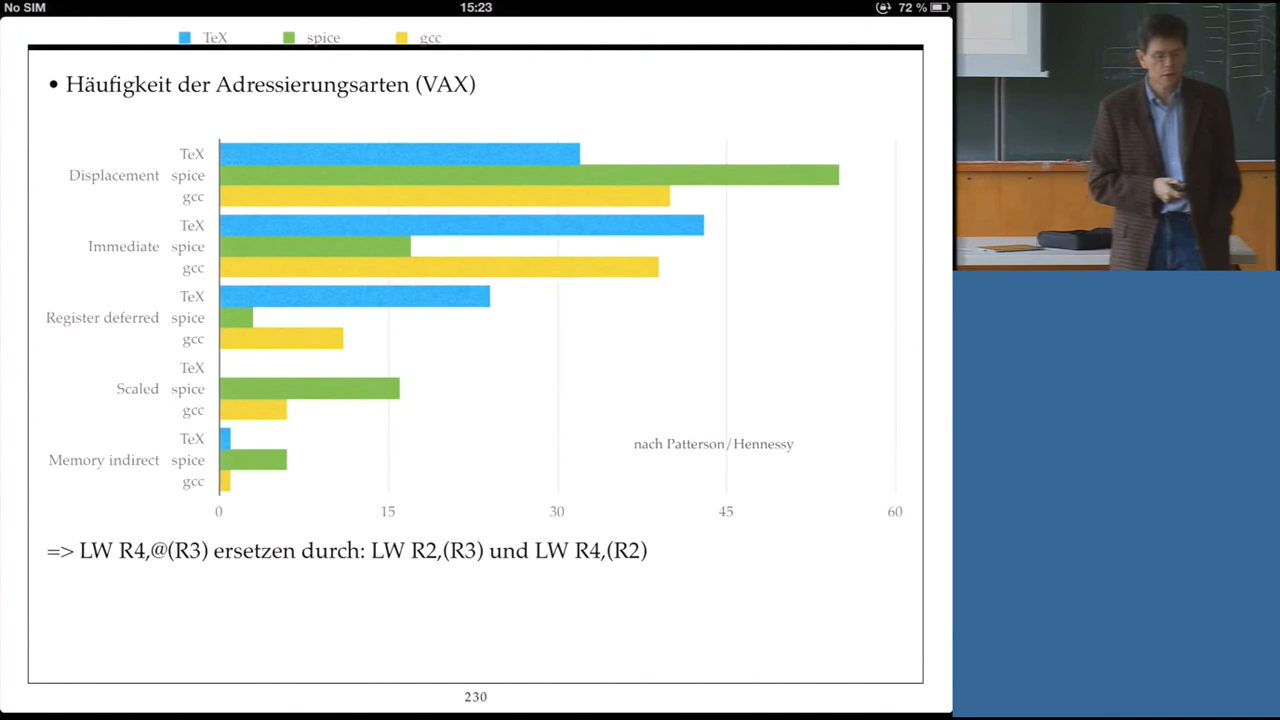 No SIM 15:23 72 %
TeX spice gcc
• Häufigkeit der Adressierungsarten (VAX)
TeX
Displacement spice
gcc
TeX
Immediate spice
gcc
TeX
Register deferred spice
gcc
TeX
Scaled spice
gcc
TeX
nach Patterson/Hennessy
Memory indirect spice
gcc
0 15 30 45 60
=> LW R4,@(R3) ersetzen durch: LW R2,(R3) und LW R4,(R2)
230